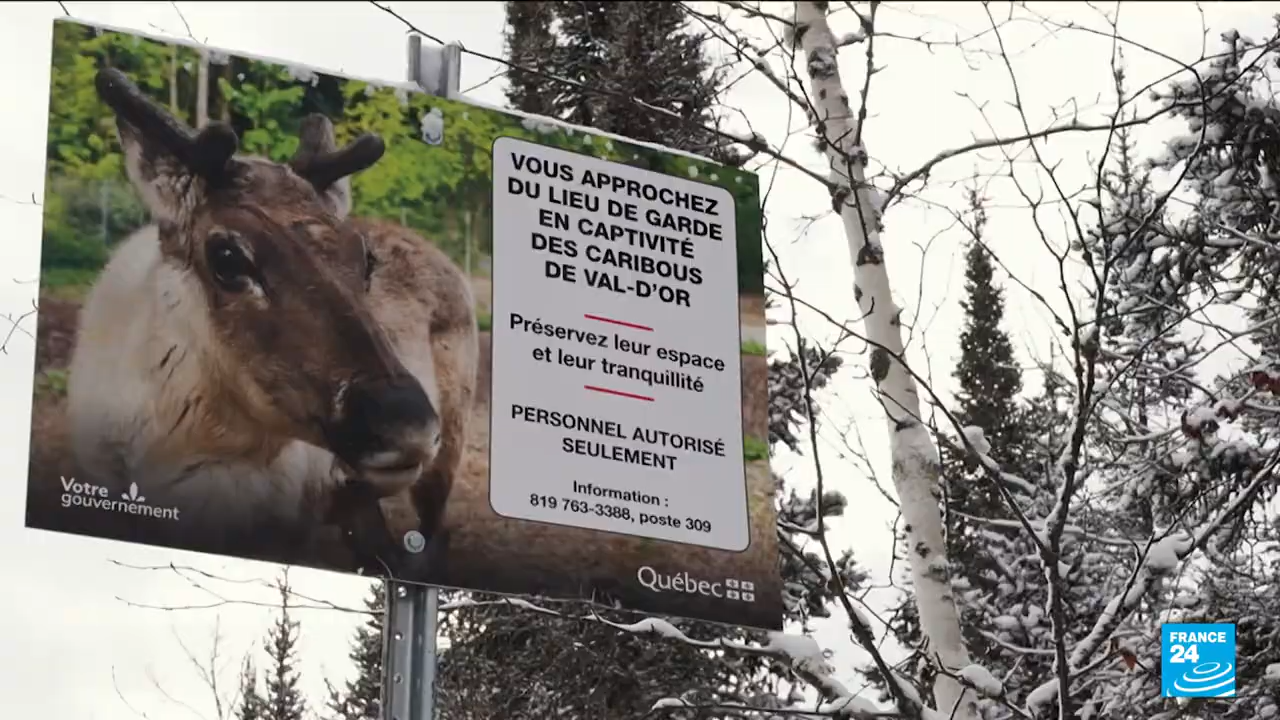 VOUS APPROCHEZ
DU LIEU DE GARDE
EN CAPTIVITÉ
DES CARIBOUS
DE VAL-D'OR
Préservez leur espace
et leur tranquillité
PERSONNEL AUTORISÉ
SEULEMENT
Information :
819 763-3388, poste 309
Votre
gouvernement
Québec
FRANCE
24